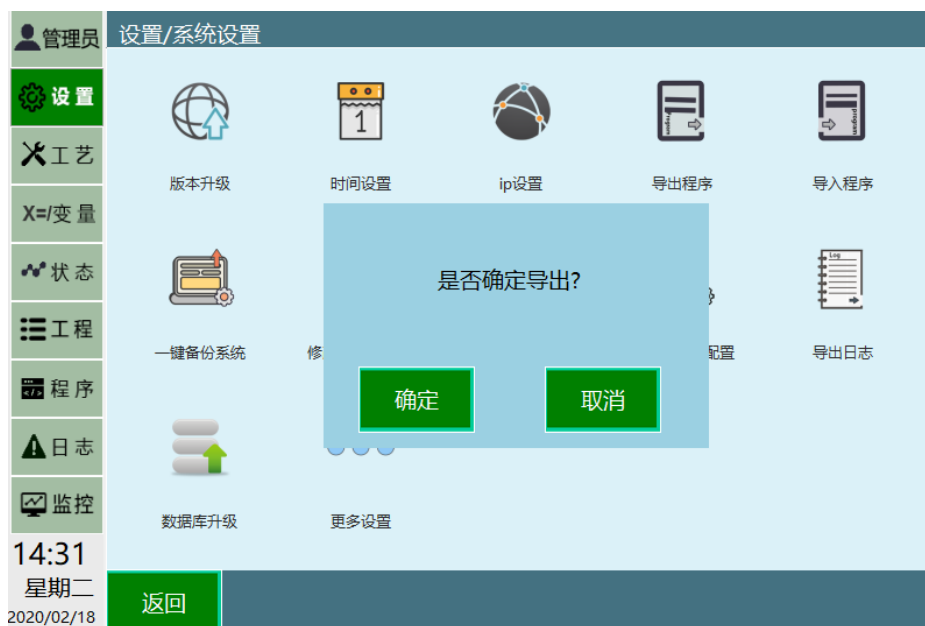 管理员
设置
工艺
X=/变量
状态
工程
程序
日志
监控
14:31
星期二
2020/02/18
设置/系统设置
1
版本升级
时间设置
ip设置
program
导出程序
program
导入程序
一键备份系统
修
配置
Log
导出日志
是否确定导出?
确定
取消
数据库升级
更多设置
返回